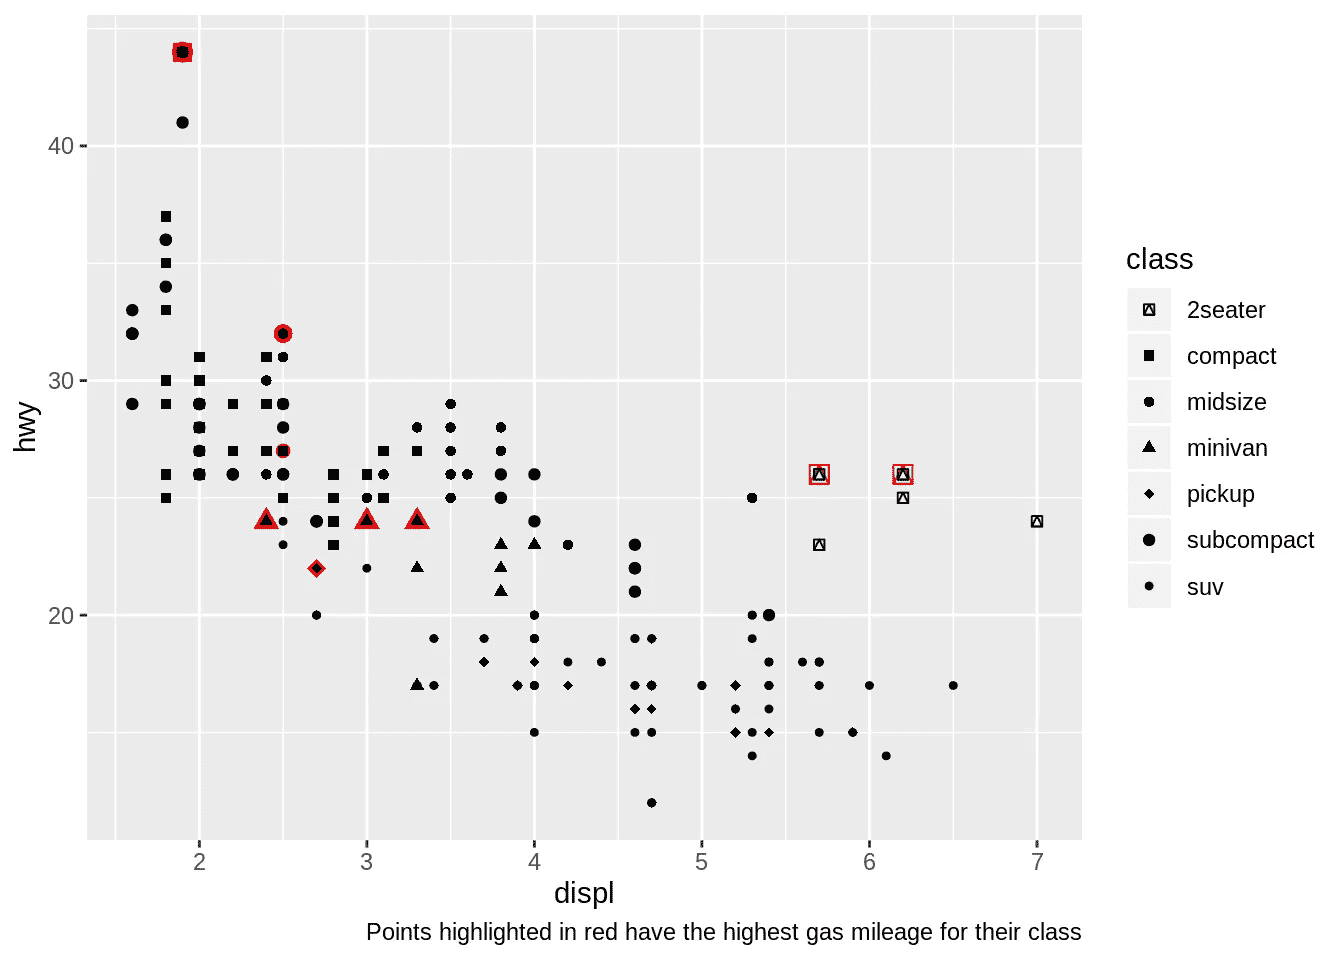 40
30
20
hwy
2
3
4
5
6
7
displ
Points highlighted in red have the highest gas mileage for their class
class
2seater
compact
midsize
minivan
pickup
subcompact
suv